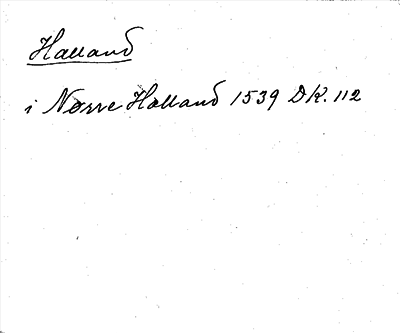 Halland
i Nørre Halland 1539 DK. 112